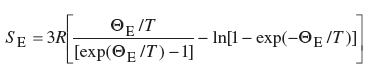 S_E = 3R[ (Θ_E/T) / [exp(Θ_E/T) – 1] – ln[1 – exp(–Θ_E/T)] ]